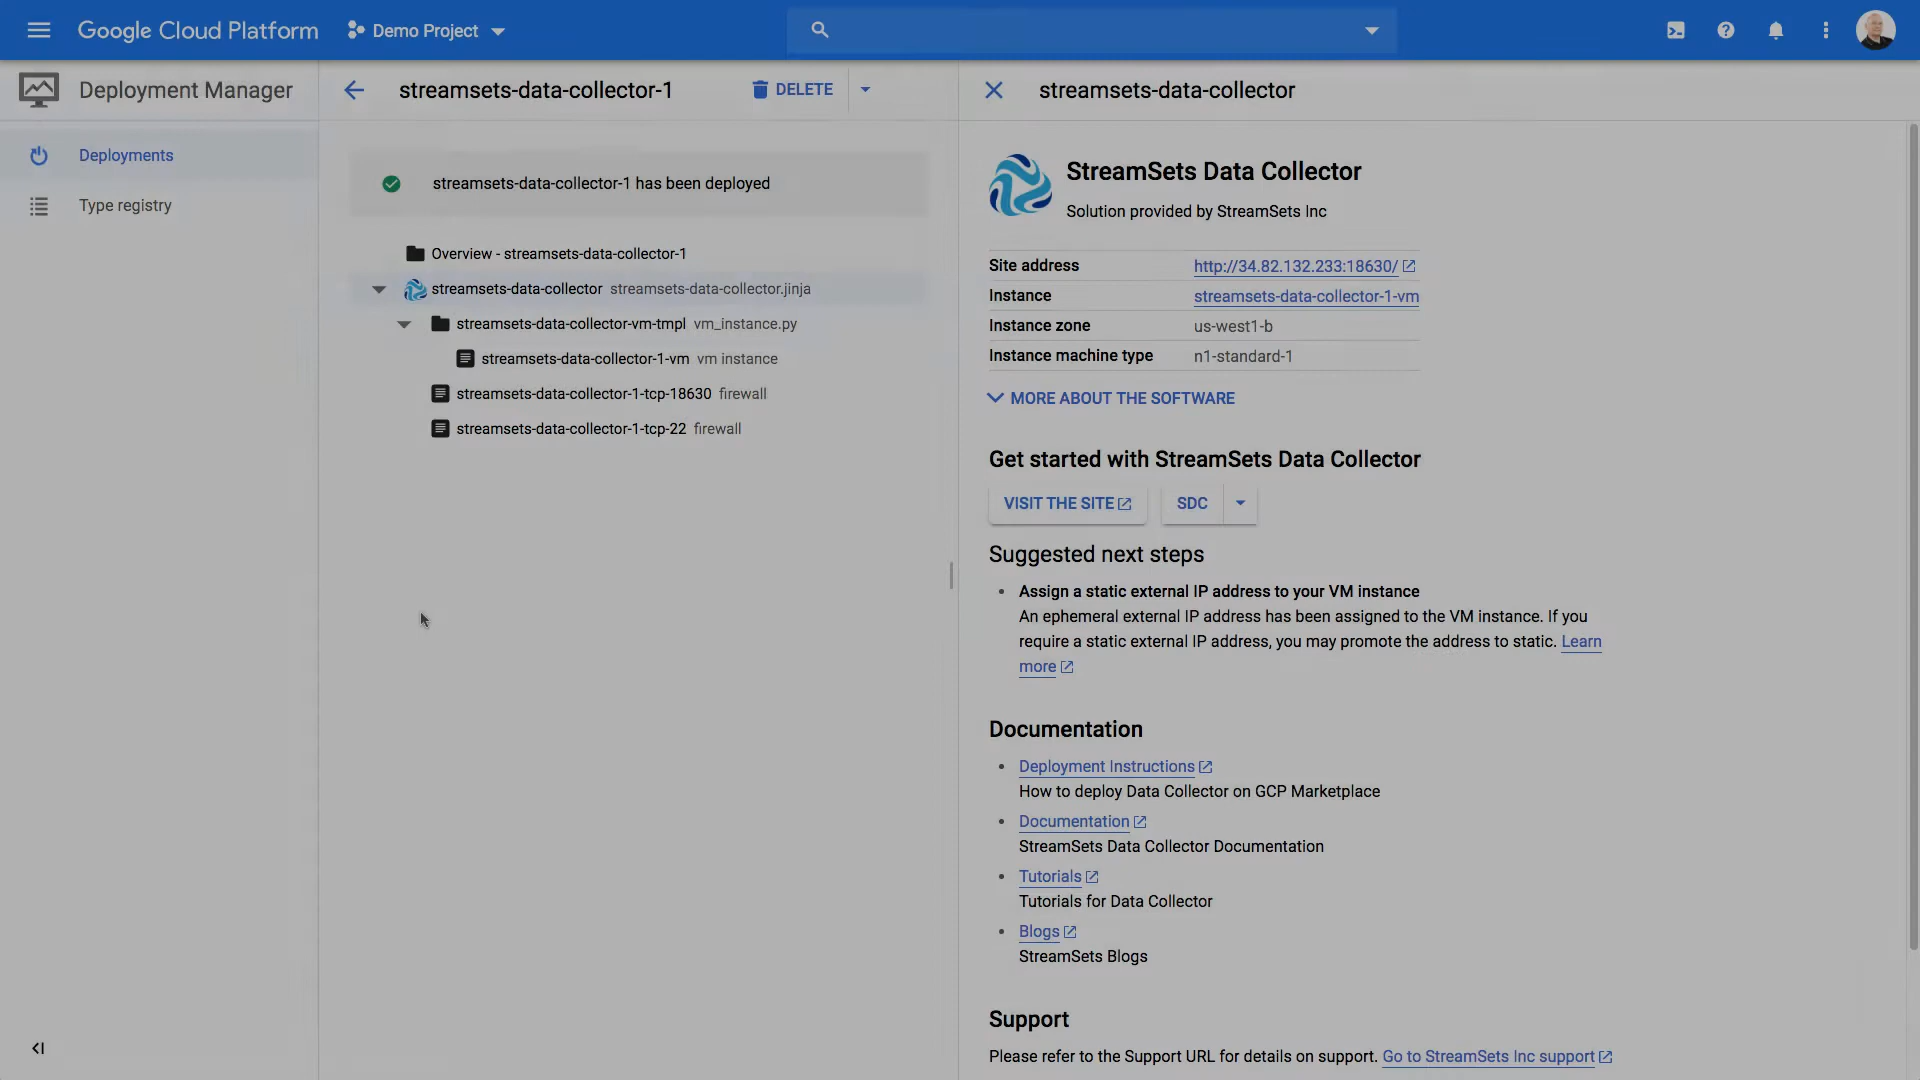 Google Cloud Platform
Demo Project
Deployment Manager
streamsets-data-collector-1
DELETE
streamsets-data-collector
Deployments
Type registry
streamsets-data-collector-1 has been deployed
Overview - streamsets-data-collector-1
streamsets-data-collector streamsets-data-collector.jinja
streamsets-data-collector-vm-tmpl vm_instance.py
streamsets-data-collector-1-vm vm instance
streamsets-data-collector-1-tcp-18630 firewall
streamsets-data-collector-1-tcp-22 firewall
StreamSets Data Collector
Solution provided by StreamSets Inc
Site address http://34.82.132.233:18630/
Instance streamsets-data-collector-1-vm
Instance zone us-west1-b
Instance machine type n1-standard-1
MORE ABOUT THE SOFTWARE
Get started with StreamSets Data Collector
VISIT THE SITE SDC
Suggested next steps
• Assign a static external IP address to your VM instance
An ephemeral external IP address has been assigned to the VM instance. If you
require a static external IP address, you may promote the address to static. Learn
more
Documentation
• Deployment Instructions
How to deploy Data Collector on GCP Marketplace
• Documentation
StreamSets Data Collector Documentation
• Tutorials
Tutorials for Data Collector
• Blogs
StreamSets Blogs
Support
Please refer to the Support URL for details on support. Go to StreamSets Inc support